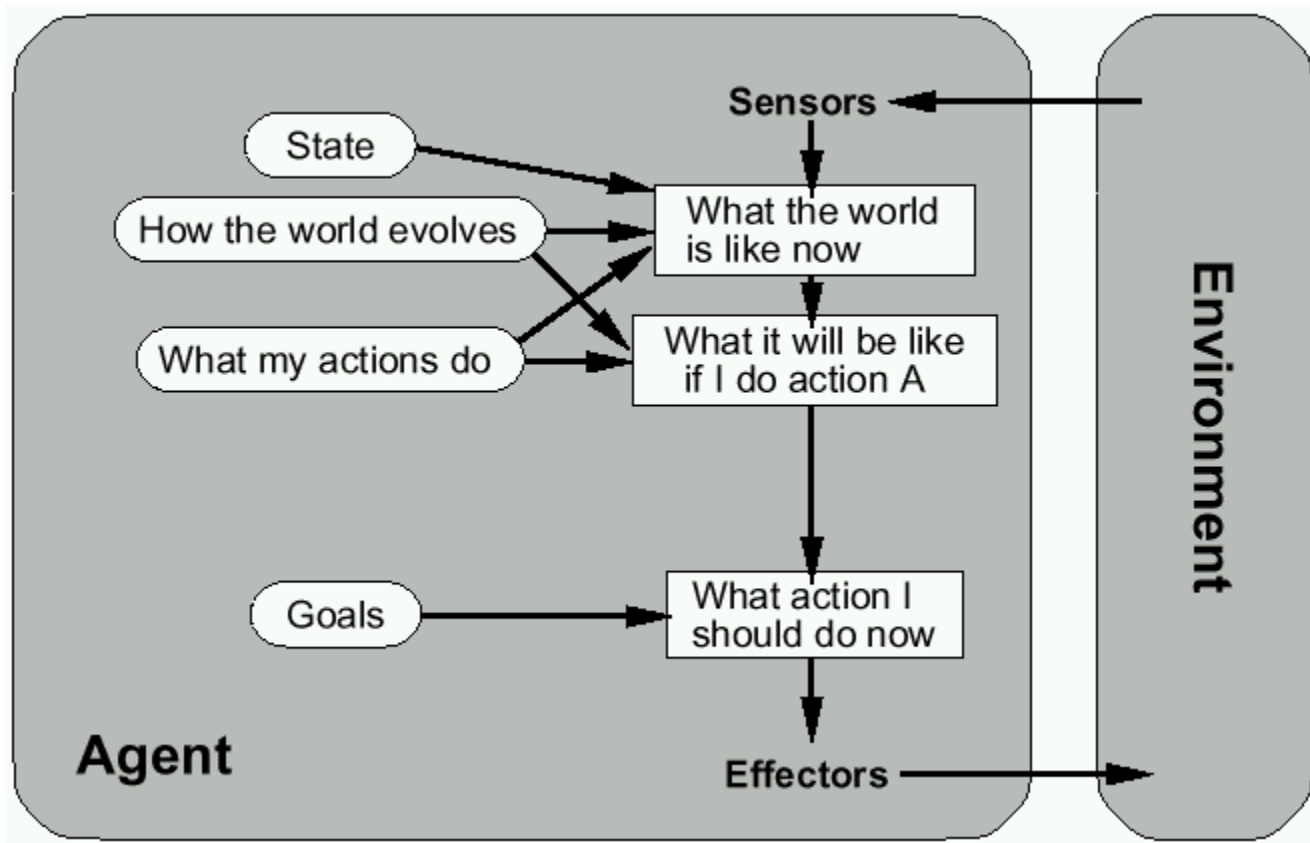 Sensors
State
What the world
is like now
How the world evolves
What it will be like
if I do action A
What my actions do
Environment
What action I
should do now
Goals
Agent
Effectors